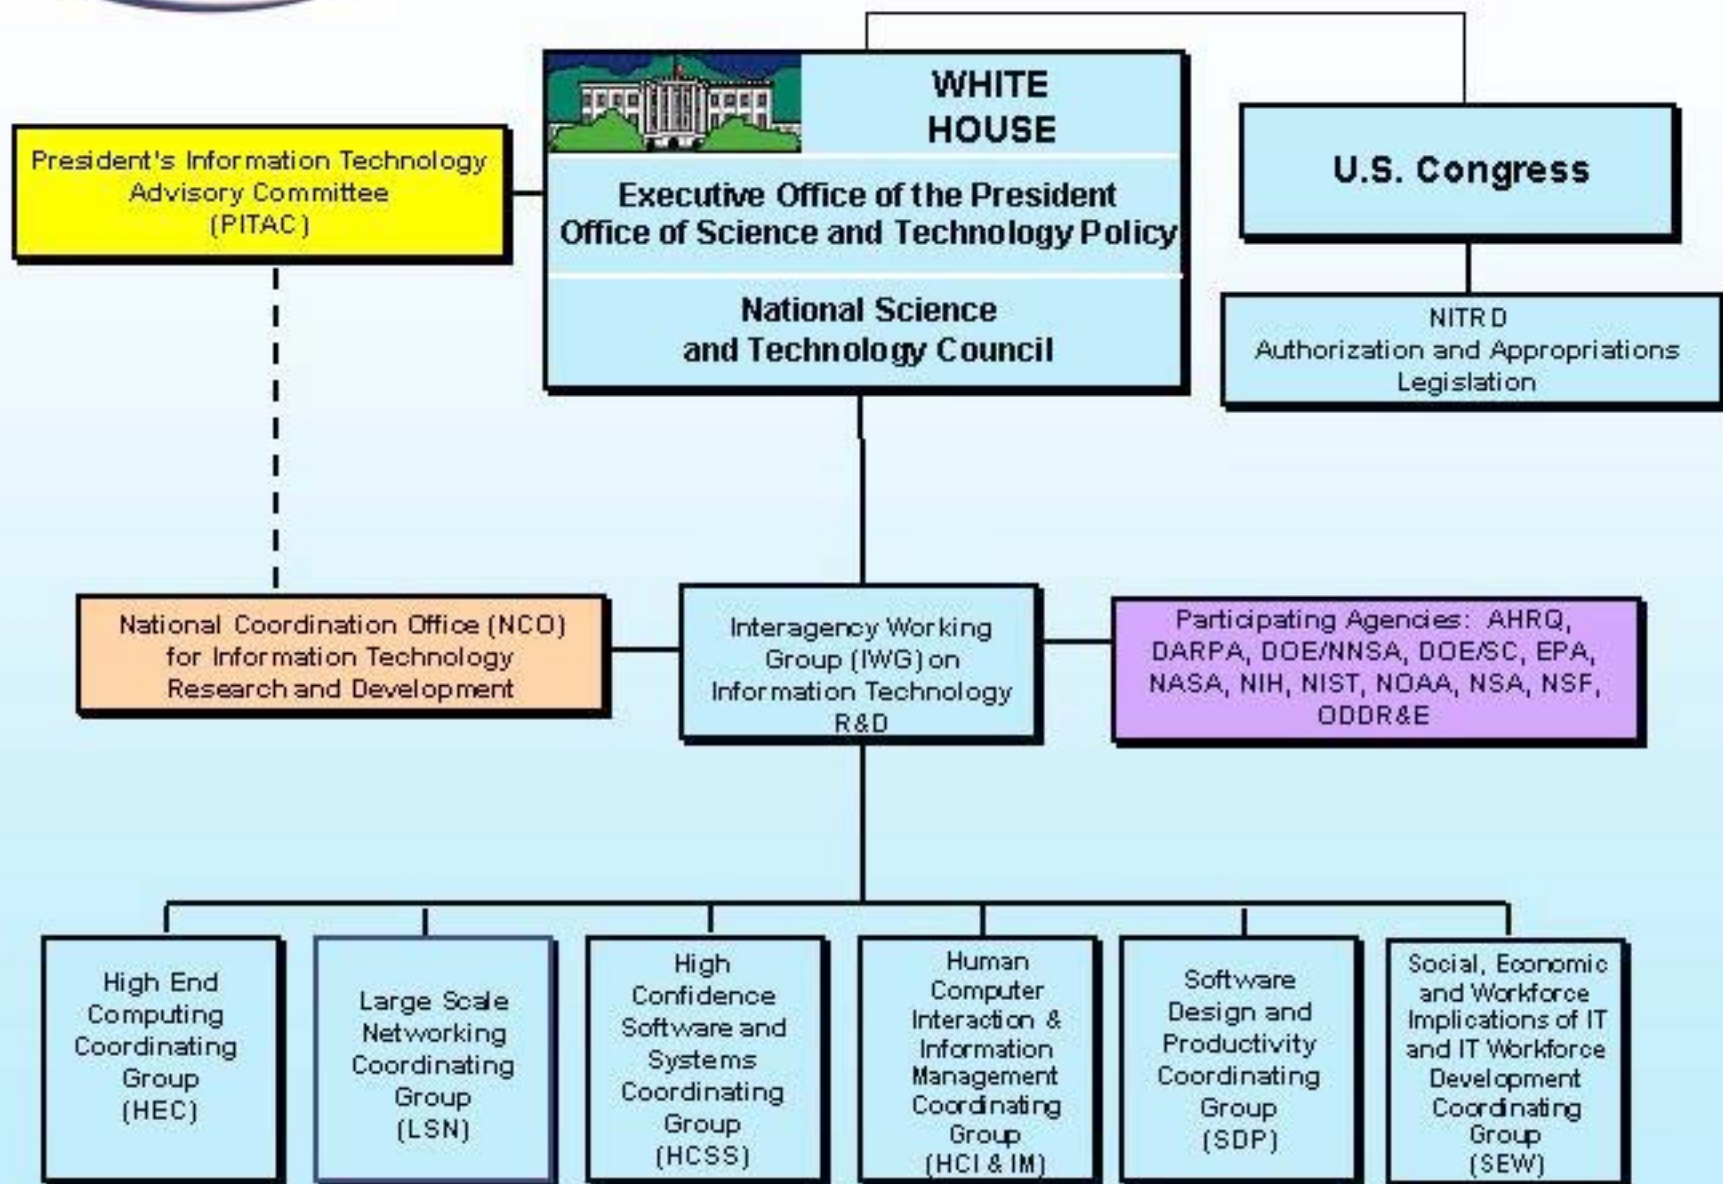 WHITE
HOUSE
Executive Office of the President
Office of Science and Technology Policy
National Science
and Technology Council
President's Information Technology
Advisory Committee
(PITAC)
U.S. Congress
NITRD
Authorization and Appropriations
Legislation
National Coordination Office (NCO)
for Information Technology
Research and Development
Interagency Working
Group (IWG) on
Information Technology
R&D
Participating Agencies: AHRQ,
DARPA, DOE/NNSA, DOE/SC, EPA,
NASA, NIH, NIST, NOAA, NSA, NSF,
ODDR&E
High End
Computing
Coordinating
Group
(HEC)
Large Scale
Networking
Coordinating
Group
(LSN)
High
Confidence
Software and
Systems
Coordinating
Group
(HCSS)
Human
Computer
Interaction &
Information
Management
Coordinating
Group
(HCI & IM)
Software
Design and
Productivity
Coordinating
Group
(SDP)
Social, Economic
and Workforce
Implications of IT
and IT Workforce
Development
Coordinating
Group
(SEW)